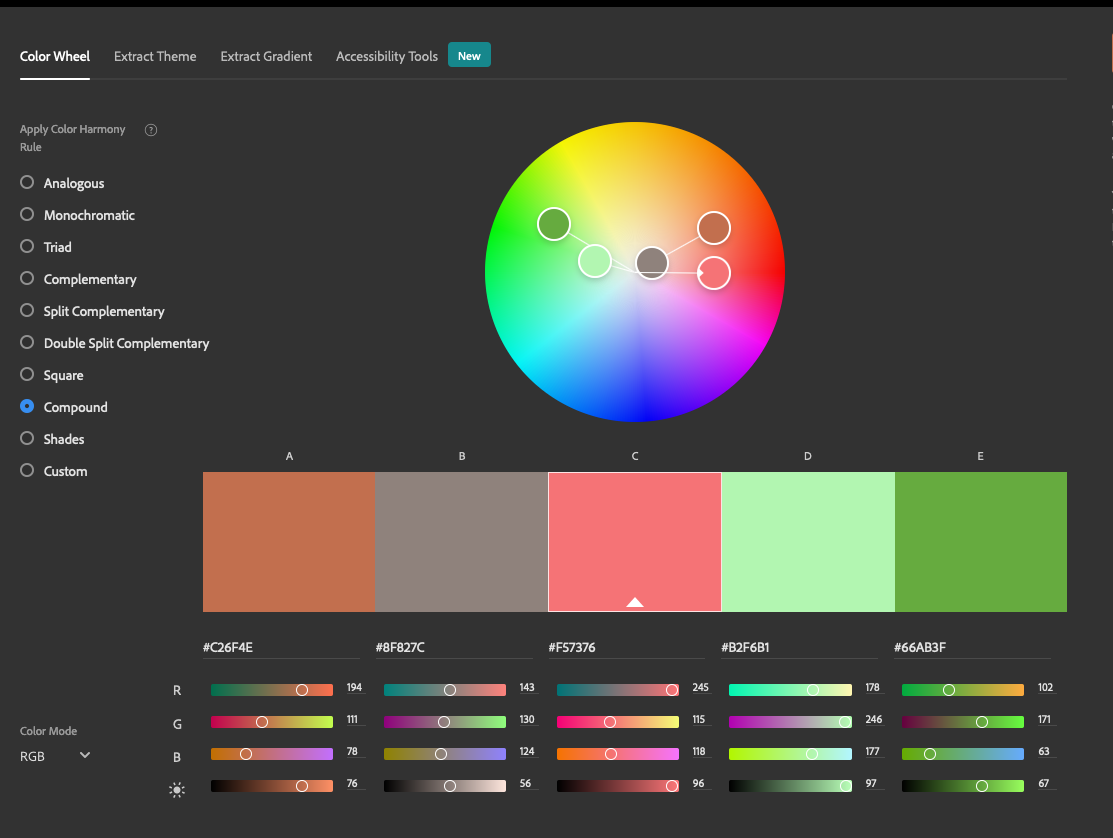 Color Wheel Extract Theme Extract Gradient Accessibility Tools New
Apply Color Harmony ?
Rule
Analogous
Monochromatic
Triad
Complementary
Split Complementary
Double Split Complementary
Square
Compound
Shades
Custom
A B C D E
#C26F4E #8F827C #F57376 #B2F6B1 #66AB3F
R 194 143 245 178 102
G 111 130 115 246 171
Color Mode
RGB
B 78 124 118 177 63
76 56 96 97 67